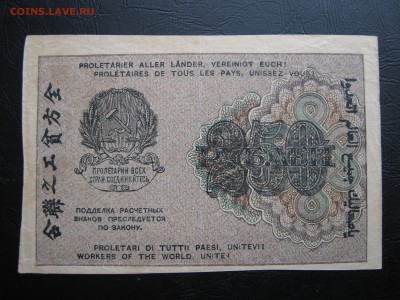 COINS.LAVE.RU
PROLETARIER ALLER LÄNDER, VEREINIGT EUCH!
PROLÉTAIRES DE TOUS LES PAYS, UNISSEZ-VOUS!
ПРОЛЕТАРИИ ВСЕХ
СТРАН СОЕДИНЯЙТЕСЬ
250
ПОДДЕЛКА РАСЧЕТНЫХ
ЗНАКОВ ПРЕСЛЕДУЕТСЯ
ПО ЗАКОНУ.
PROLETARI DI TUTTI I PAESI, UNITEVI!
WORKERS OF THE WORLD, UNITE!